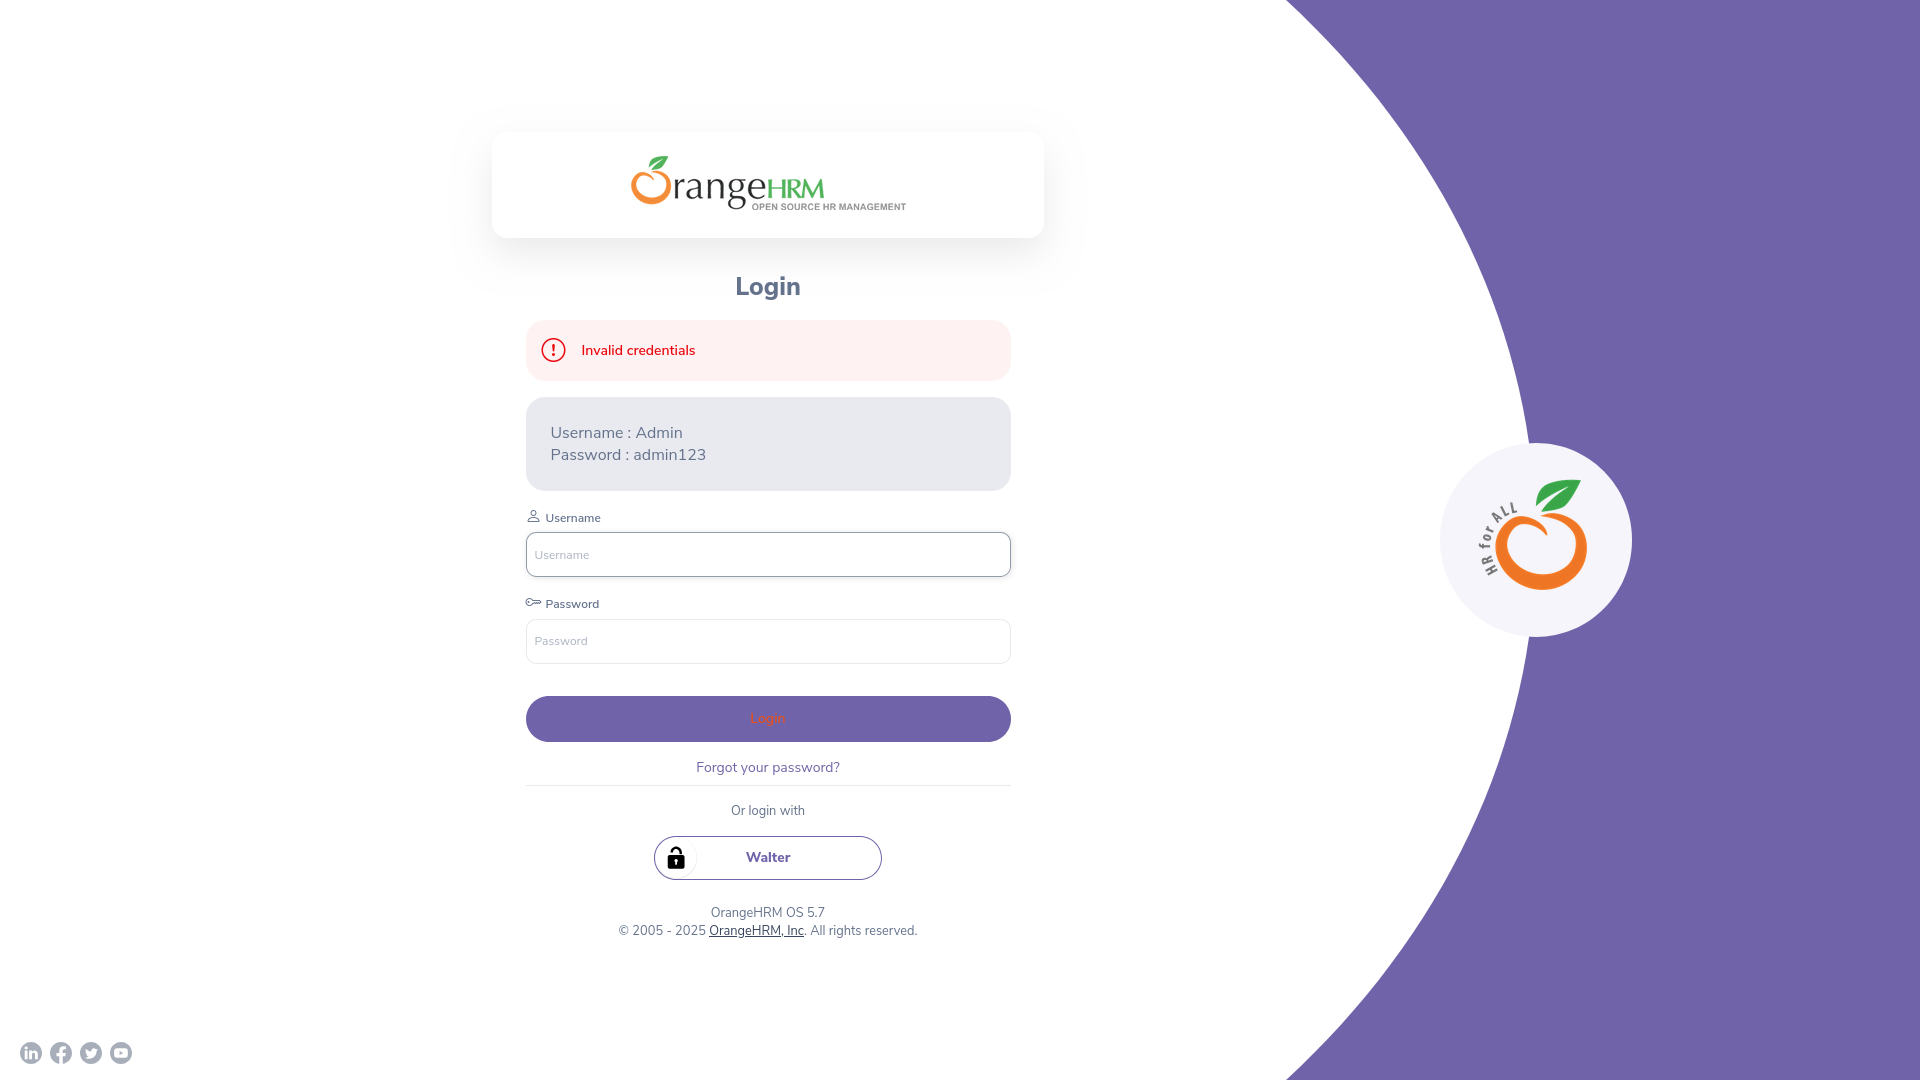 OrangeHRM
OPEN SOURCE HR MANAGEMENT
Login
Invalid credentials
Username : Admin
Password : admin123
Username
Username
Password
Password
Login
Forgot your password?
Or login with
Walter
OrangeHRM OS 5.7
© 2005 - 2025 OrangeHRM, Inc. All rights reserved.
HR for ALL